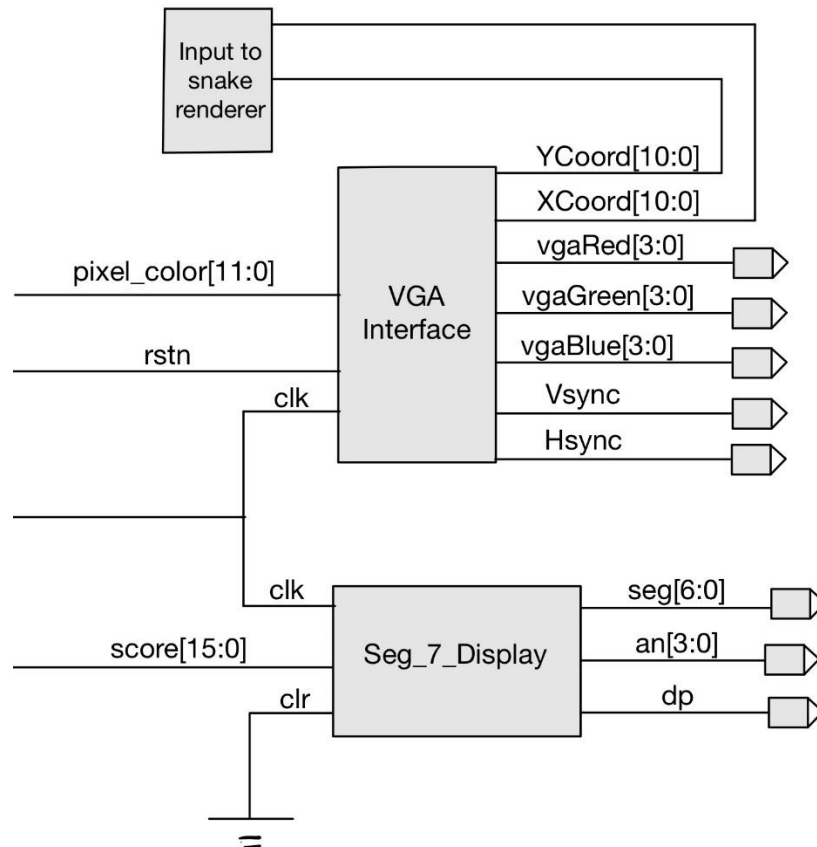 Input to
snake
renderer
YCoord[10:0]
XCoord[10:0]
vgaRed[3:0]
pixel_color[11:0]
VGA
Interface
vgaGreen[3:0]
rstn
vgaBlue[3:0]
clk
Vsync
Hsync
clk
seg[6:0]
score[15:0]
Seg_7_Display
an[3:0]
clr
dp